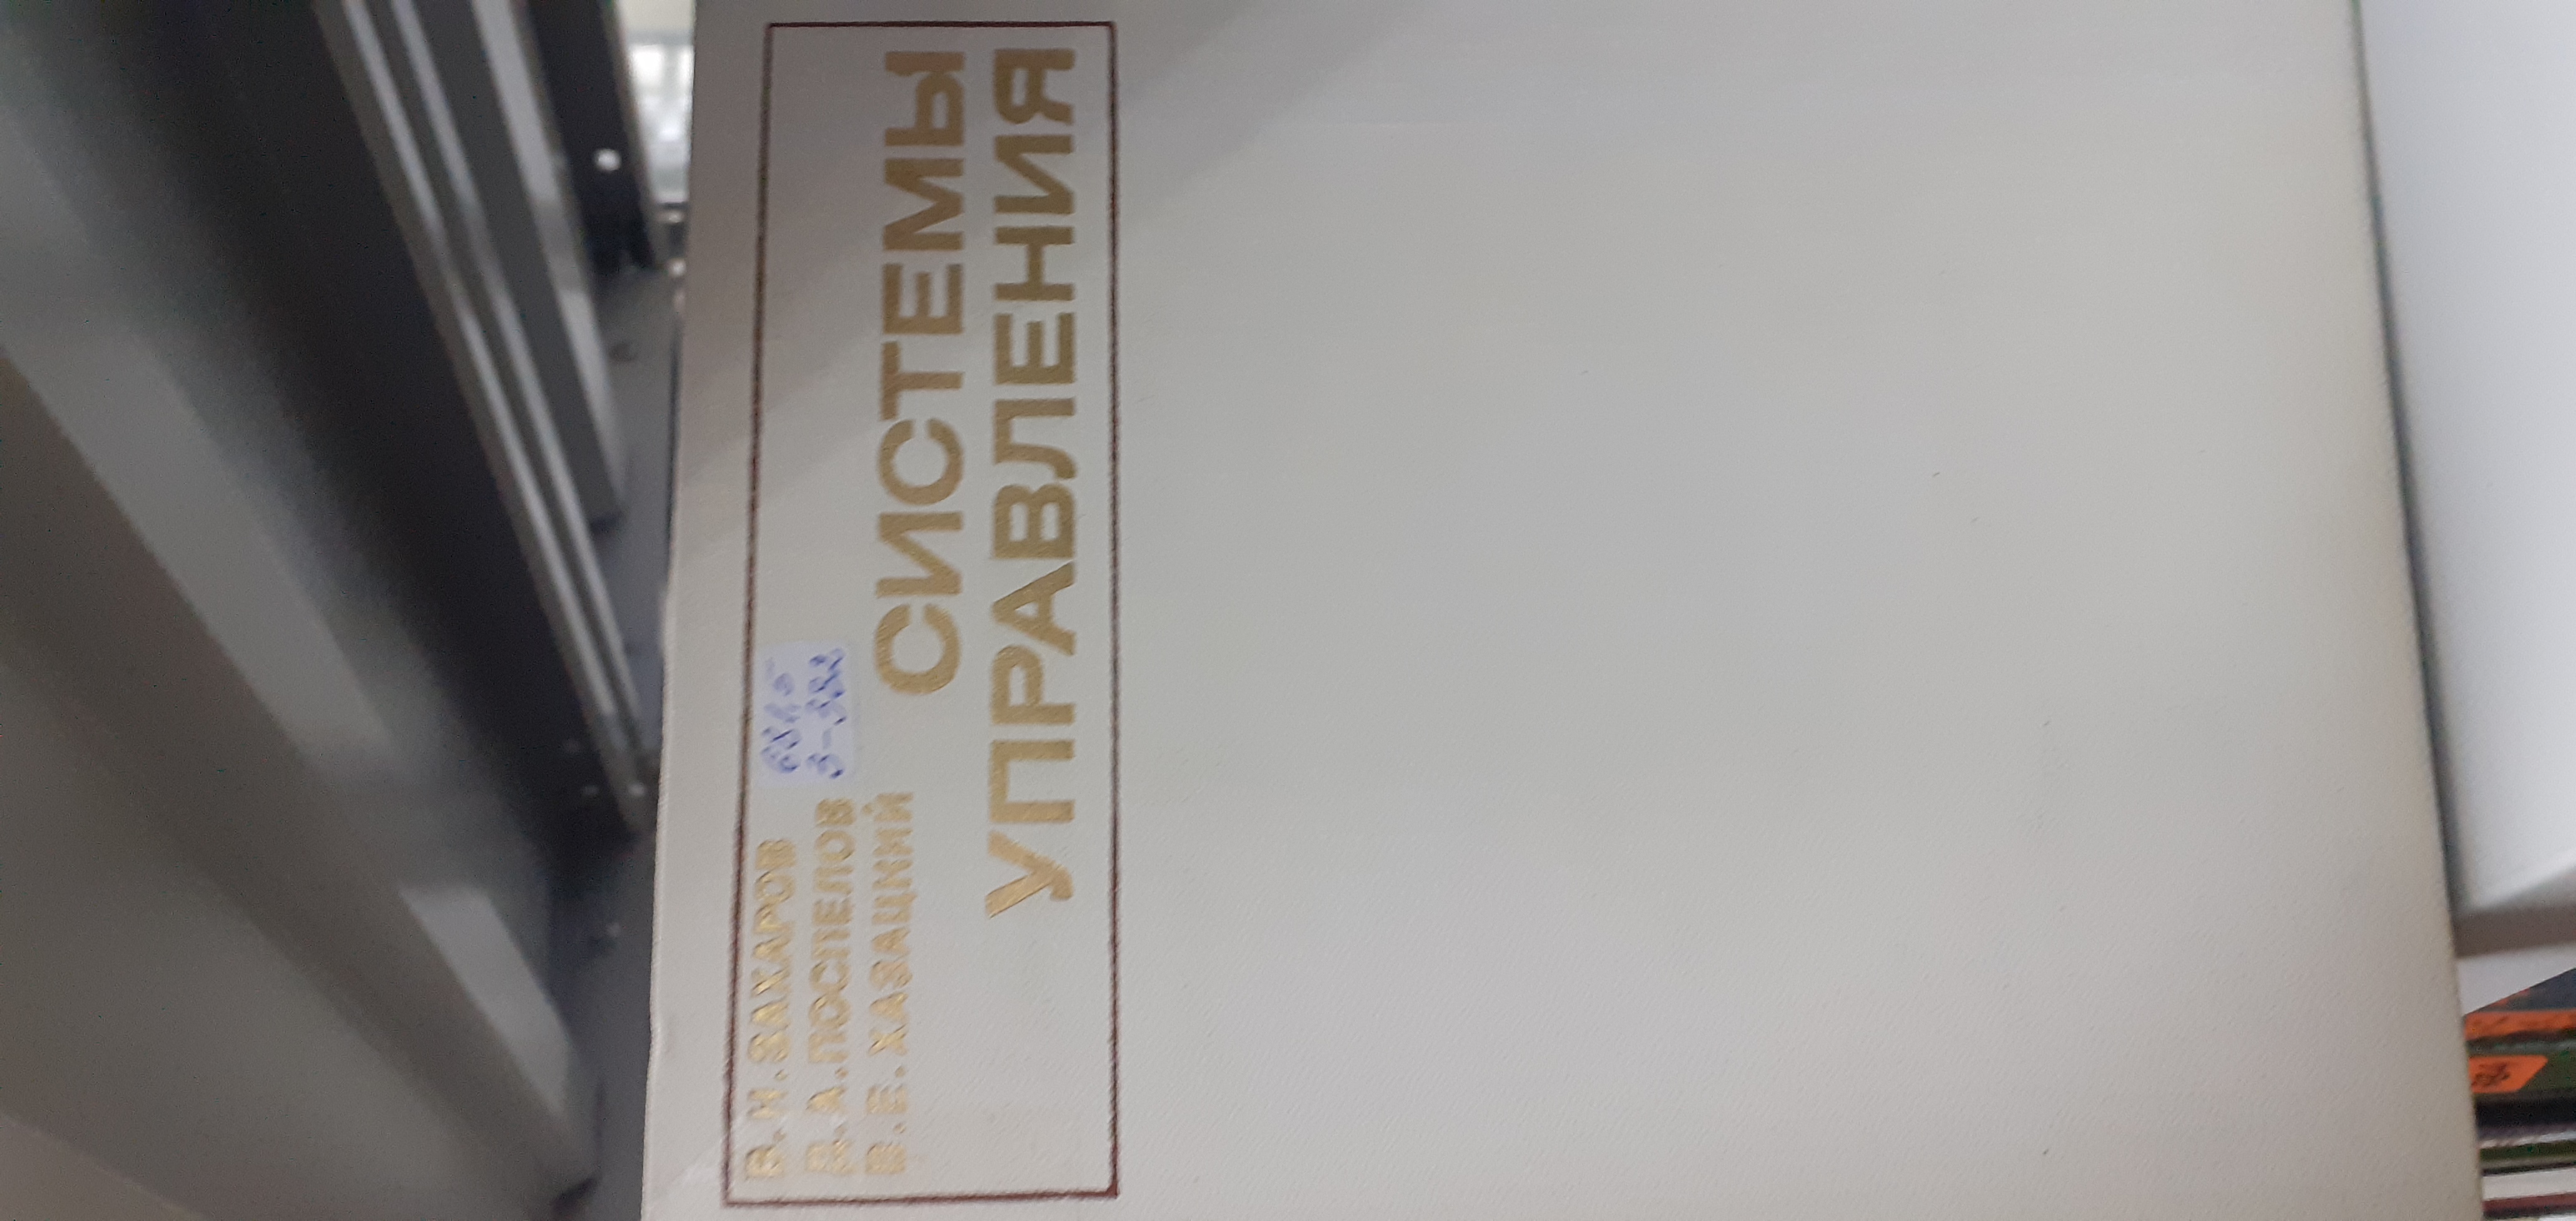 В.Н.ЗАХАРОВ
Д.А.ПОСПЕЛОВ
В.Е.ХАЗАЦКИЙ
СИСТЕМЫ
УПРАВЛЕНИЯ